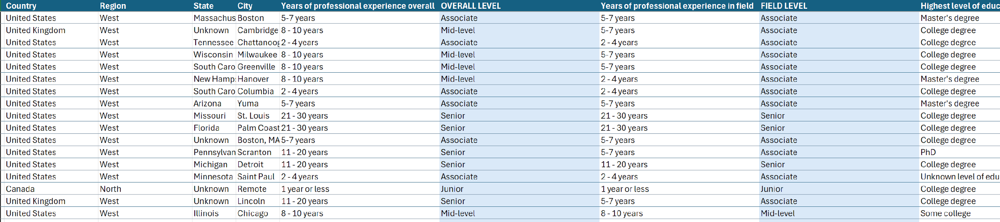 Country Region State City Years of professional experience overall OVERALL LEVEL Years of professional experience in field FIELD LEVEL Highest level of educ
United States West Massachus Boston 5-7 years Associate 5-7 years Associate Master's degree
United Kingdom West Unknown Cambridge 8 - 10 years Mid-level 5-7 years Associate College degree
United States West Tennessee Chattanoog 2 - 4 years Associate 2 - 4 years Associate College degree
United States West Wisconsin Milwaukee 8 - 10 years Mid-level 5-7 years Associate College degree
United States West South Caro Greenville 8 - 10 years Mid-level 5-7 years Associate College degree
United States West New Hamps Hanover 8 - 10 years Mid-level 2 - 4 years Associate Master's degree
United States West South Caro Columbia 2 - 4 years Associate 2 - 4 years Associate College degree
United States West Arizona Yuma 5-7 years Associate 5-7 years Associate Master's degree
United States West Missouri St. Louis 21 - 30 years Senior 21 - 30 years Senior College degree
United States West Florida Palm Coast 21 - 30 years Senior 21 - 30 years Senior College degree
United States West Unknown Boston, MA 5-7 years Associate 5-7 years Associate College degree
United States West Pennsylvan Scranton 11 - 20 years Senior 5-7 years Associate PhD
United States West Michigan Detroit 11 - 20 years Senior 11 - 20 years Senior College degree
United States West Minnesota Saint Paul 2 - 4 years Associate 2 - 4 years Associate Unknown level of edu
Canada North Unknown Remote 1 year or less Junior 1 year or less Junior College degree
United Kingdom West Unknown Lincoln 11 - 20 years Senior 5-7 years Associate College degree
United States West Illinois Chicago 8 - 10 years Mid-level 8 - 10 years Mid-level Some college